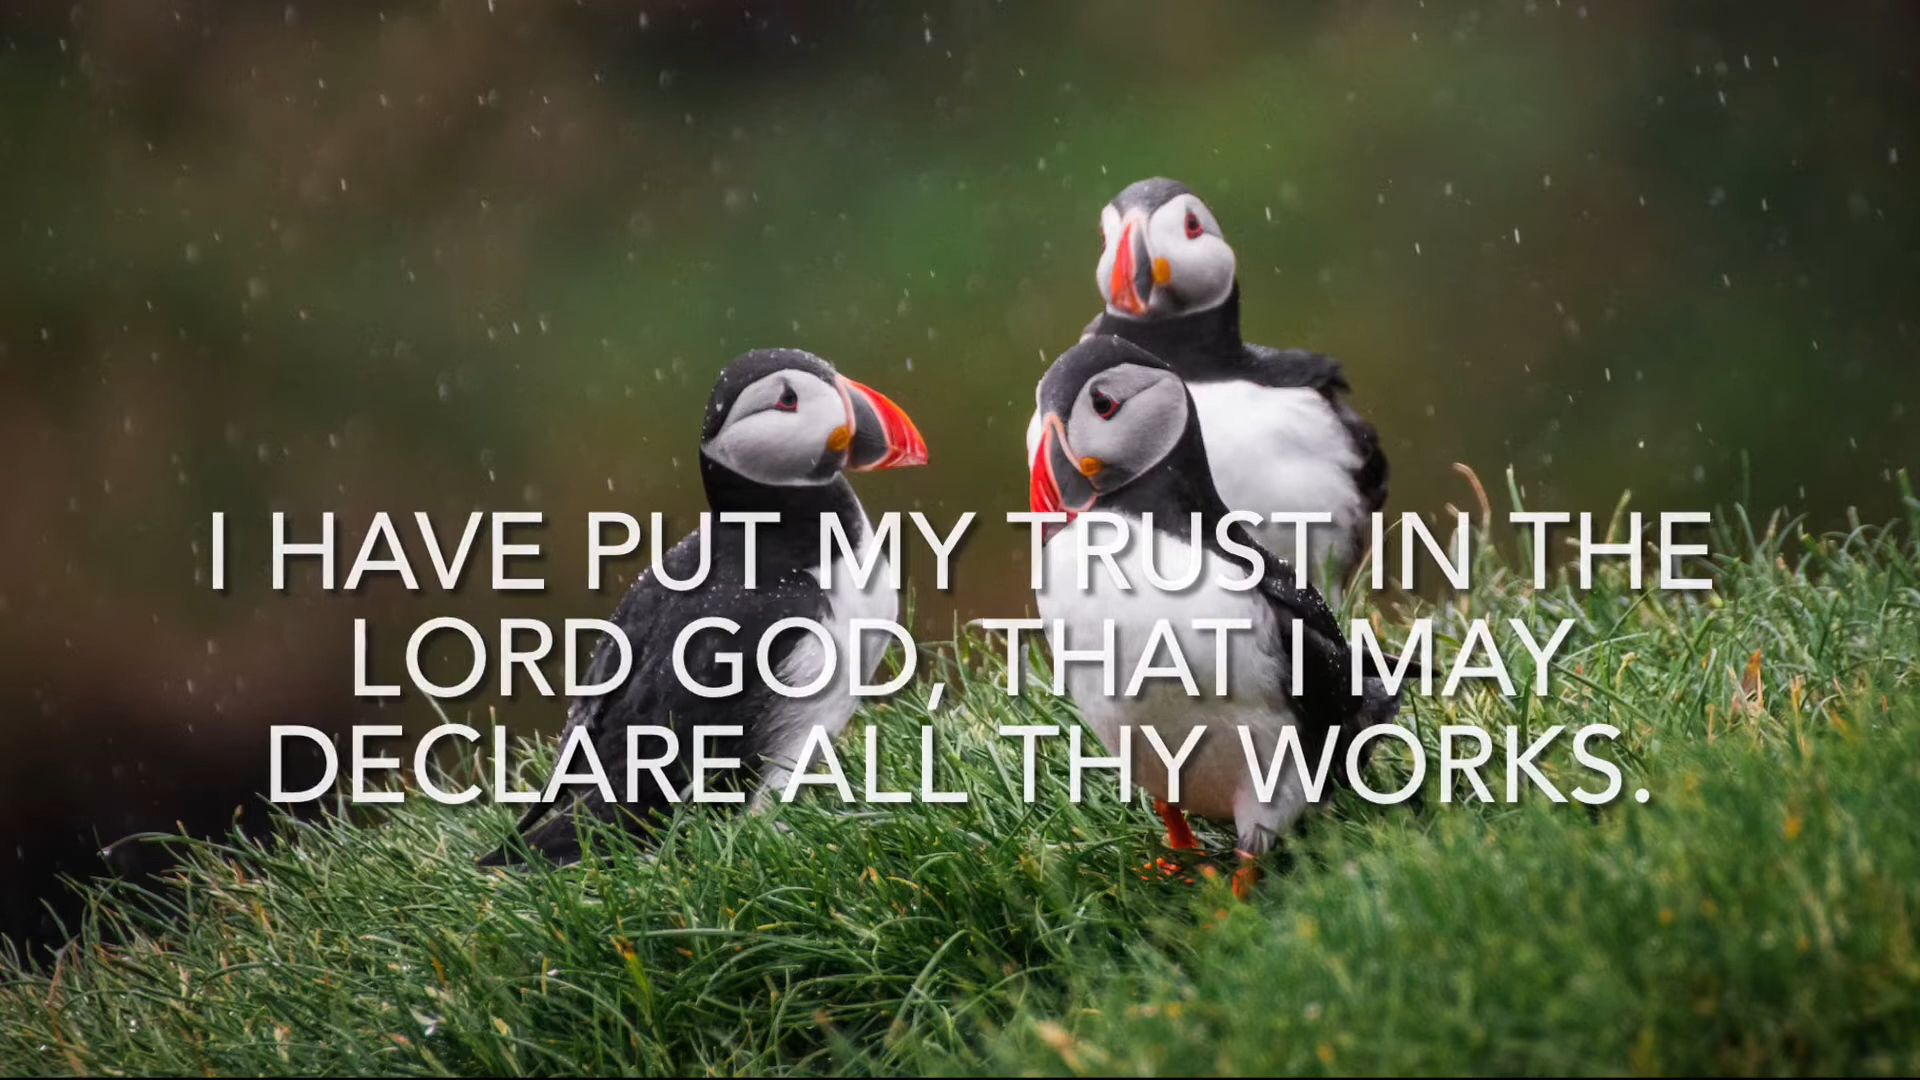 I HAVE PUT MY TRUST IN THE
LORD GOD, THAT I MAY
DECLARE ALL THY WORKS.